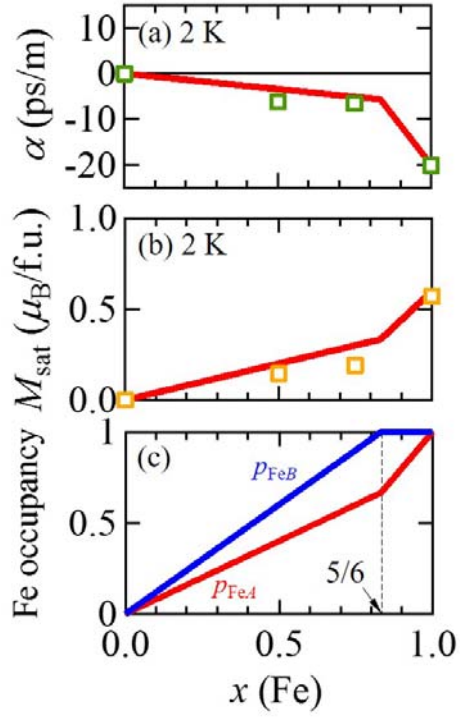 10
0
-10
-20
α (ps/m)
(a) 2 K
1.0
0.5
0.0
M_sat (μ_B/f.u.)
(b) 2 K
1
0.5
0
Fe occupancy
(c)
p_FeB
p_FeA
5/6
0.0 0.5 1.0
x (Fe)